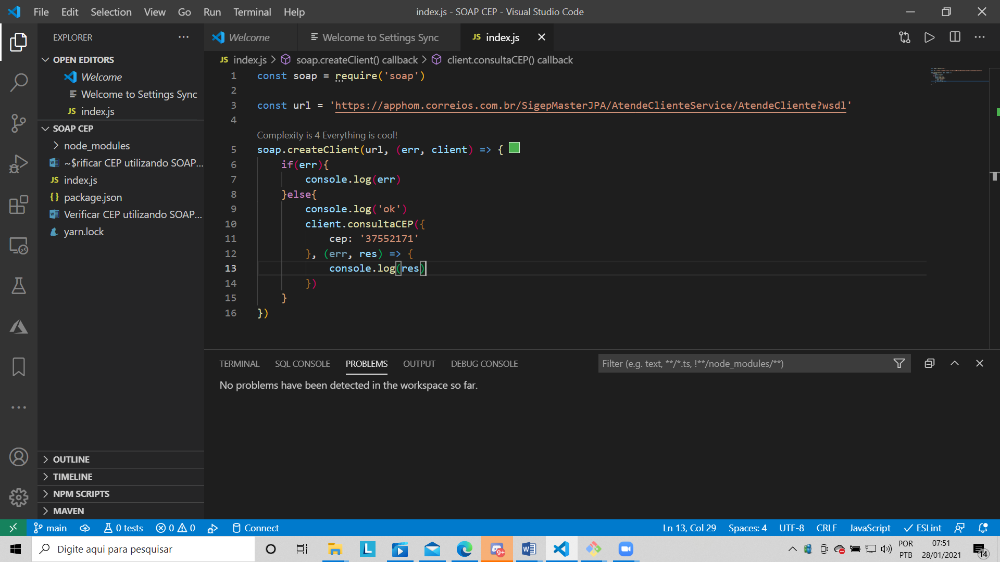 File Edit Selection View Go Run Terminal Help
index.js - SOAP CEP - Visual Studio Code
EXPLORER
OPEN EDITORS
Welcome
Welcome to Settings Sync
JS index.js
SOAP CEP
node_modules
~$rificar CEP utilizando SOAP...
JS index.js
{} package.json
Verificar CEP utilizando SOAP...
yarn.lock
OUTLINE
TIMELINE
NPM SCRIPTS
MAVEN
Welcome
Welcome to Settings Sync
JS index.js
JS index.js > soap.createClient() callback > client.consultaCEP() callback
1 const soap = require('soap')
2
3 const url = 'https://apphom.correios.com.br/SigepMasterJPA/AtendeClienteService/AtendeCliente?wsdl'
4
Complexity is 4 Everything is cool!
5 soap.createClient(url, (err, client) => {
6 if(err){
7 console.log(err)
8 }else{
9 console.log('ok')
10 client.consultaCEP({
11 cep: '37552171'
12 }, (err, res) => {
13 console.log(res)
14 })
15 }
16 })
TERMINAL SQL CONSOLE PROBLEMS OUTPUT DEBUG CONSOLE
Filter (e.g. text, **/*.ts, !**/node_modules/**)
No problems have been detected in the workspace so far.
main 0 tests 0 0 Connect
Ln 13, Col 29 Spaces: 4 UTF-8 CRLF JavaScript ESLint
Digite aqui para pesquisar
L
9+
POR
PTB
07:51
28/01/2021
14